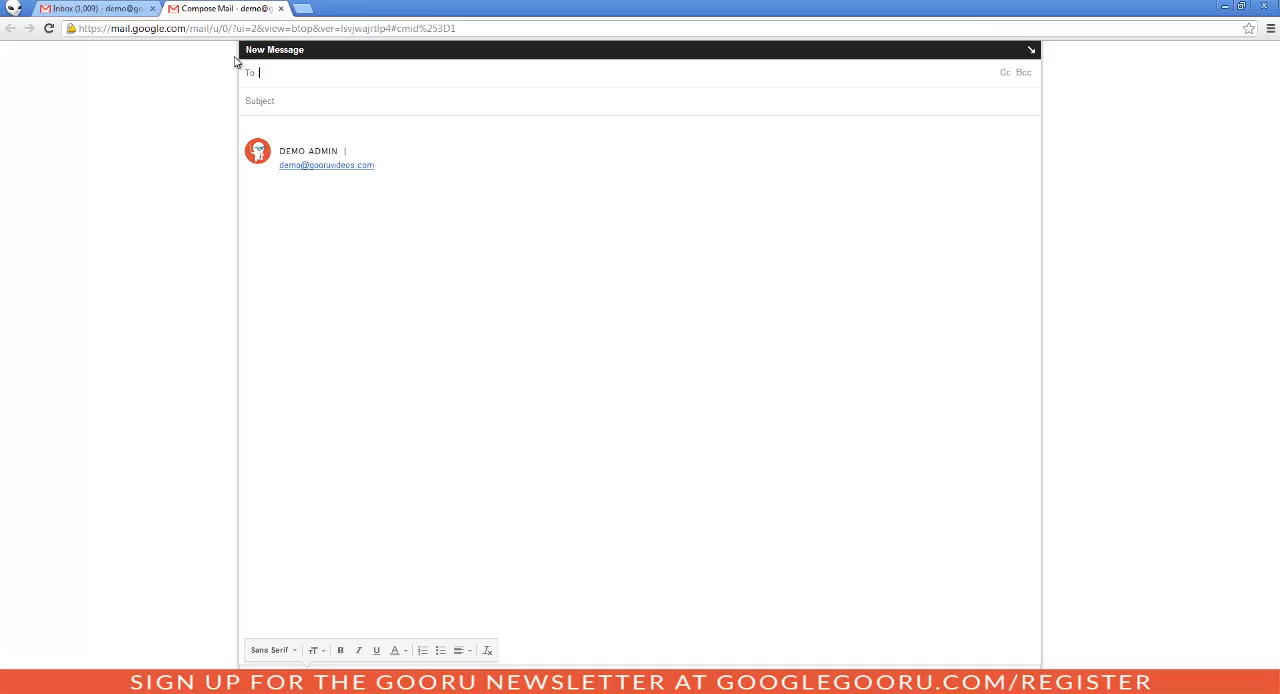 Inbox (1,009) - demo@go
Compose Mail - demo@g
https://mail.google.com/mail/u/0/?ui=2&view=btop&ver=lsvjwajrtlp4#cmid%253D1
New Message
To
Cc Bcc
Subject
DEMO ADMIN |
demo@gooruvideos.com
Sans Serif
B I U A
SIGN UP FOR THE GOORU NEWSLETTER AT GOOGLEGOORU.COM/REGISTER